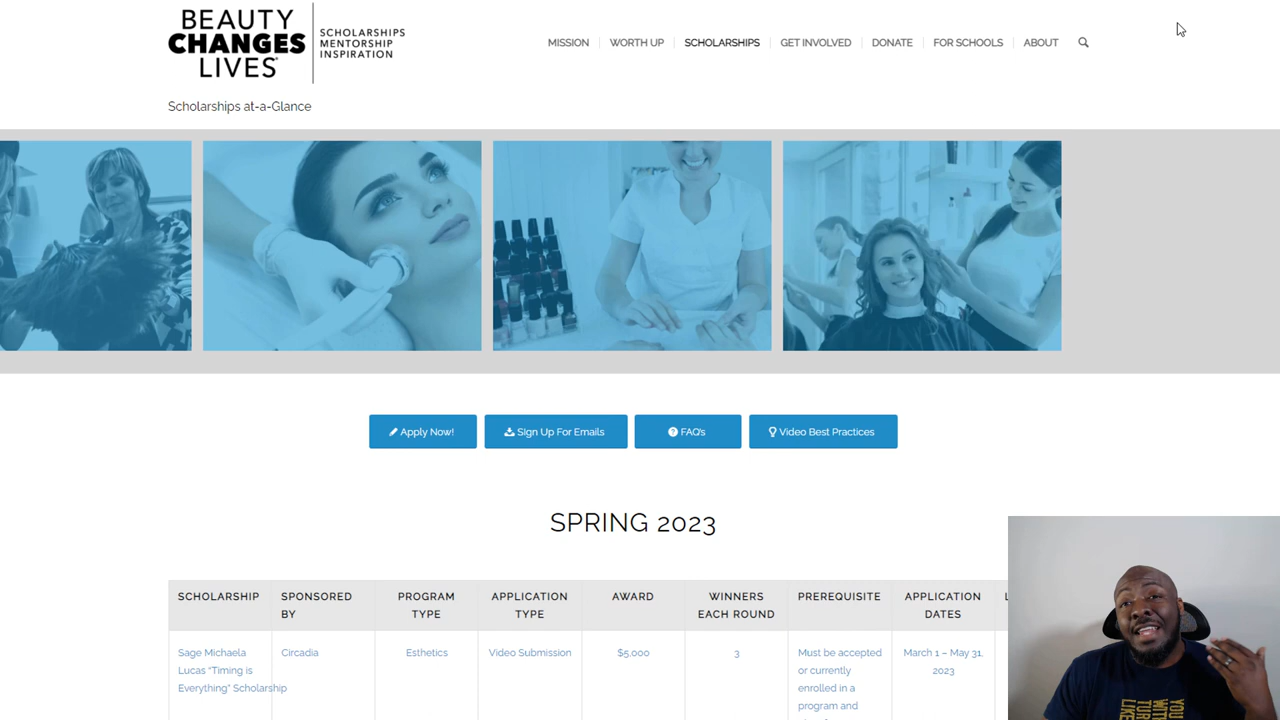 BEAUTY
CHANGES
LIVES
SCHOLARSHIPS
MENTORSHIP
INSPIRATION
MISSION
WORTH UP
SCHOLARSHIPS
GET INVOLVED
DONATE
FOR SCHOOLS
ABOUT
Scholarships at-a-Glance
Apply Now!
Sign Up For Emails
FAQ's
Video Best Practices
SPRING 2023
SCHOLARSHIP
SPONSORED
BY
PROGRAM
TYPE
APPLICATION
TYPE
AWARD
WINNERS
EACH ROUND
PREREQUISITE
APPLICATION
DATES
Sage Michaela
Lucas "Timing is
Everything" Scholarship
Circadia
Esthetics
Video Submission
$5,000
3
Must be accepted
or currently
enrolled in a
program and
March 1 – May 31,
2023